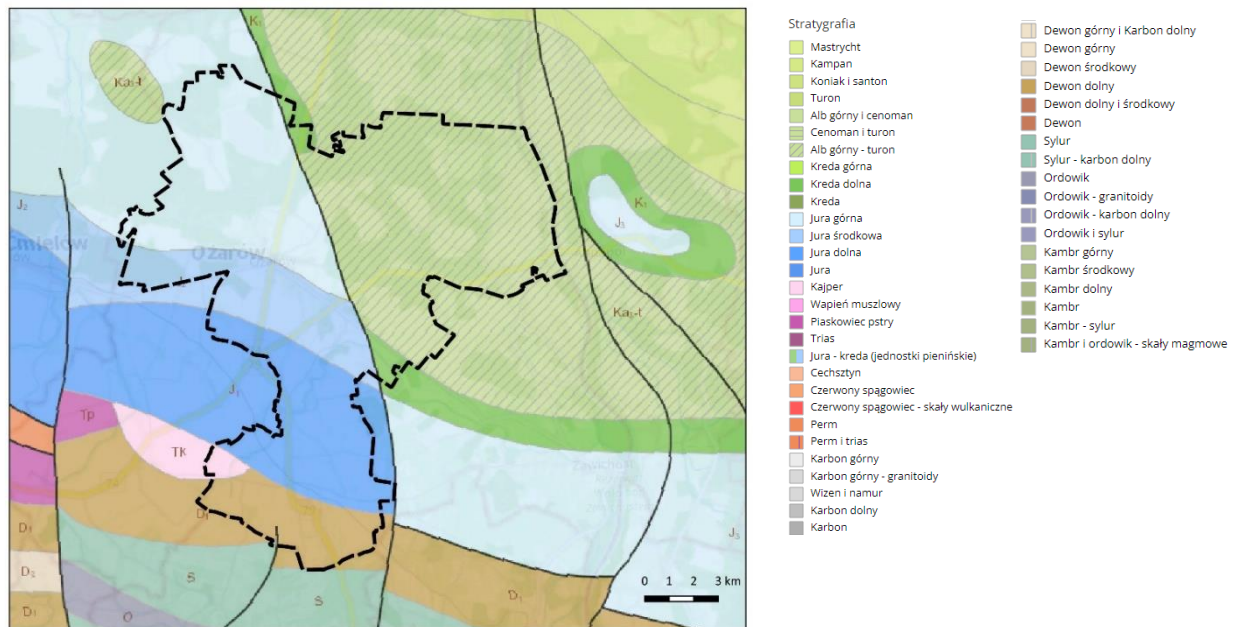 K₁
Ka₃-t
J₂
Ćmielów
Ożarów
J₂
K₁
J₃
Ka₃-t
J₁
Tp
TK
D₁
D₁
D₂
D₁
S
O
S
D₁
J₃
0 1 2 3 km
Stratygrafia
Mastrycht
Kampan
Koniak i santon
Turon
Alb górny i cenoman
Cenoman i turon
Alb górny - turon
Kreda górna
Kreda dolna
Kreda
Jura górna
Jura środkowa
Jura dolna
Jura
Kajper
Wapień muszlowy
Piaskowiec pstry
Trias
Jura - kreda (jednostki pienińskie)
Cechsztyn
Czerwony spągowiec
Czerwony spągowiec - skały wulkaniczne
Perm
Perm i trias
Karbon górny
Karbon górny - granitoidy
Wizen i namur
Karbon dolny
Karbon
Dewon górny i Karbon dolny
Dewon górny
Dewon środkowy
Dewon dolny
Dewon dolny i środkowy
Dewon
Sylur
Sylur - karbon dolny
Ordowik
Ordowik - granitoidy
Ordowik - karbon dolny
Ordowik i sylur
Kambr górny
Kambr środkowy
Kambr dolny
Kambr
Kambr - sylur
Kambr i ordowik - skały magmowe